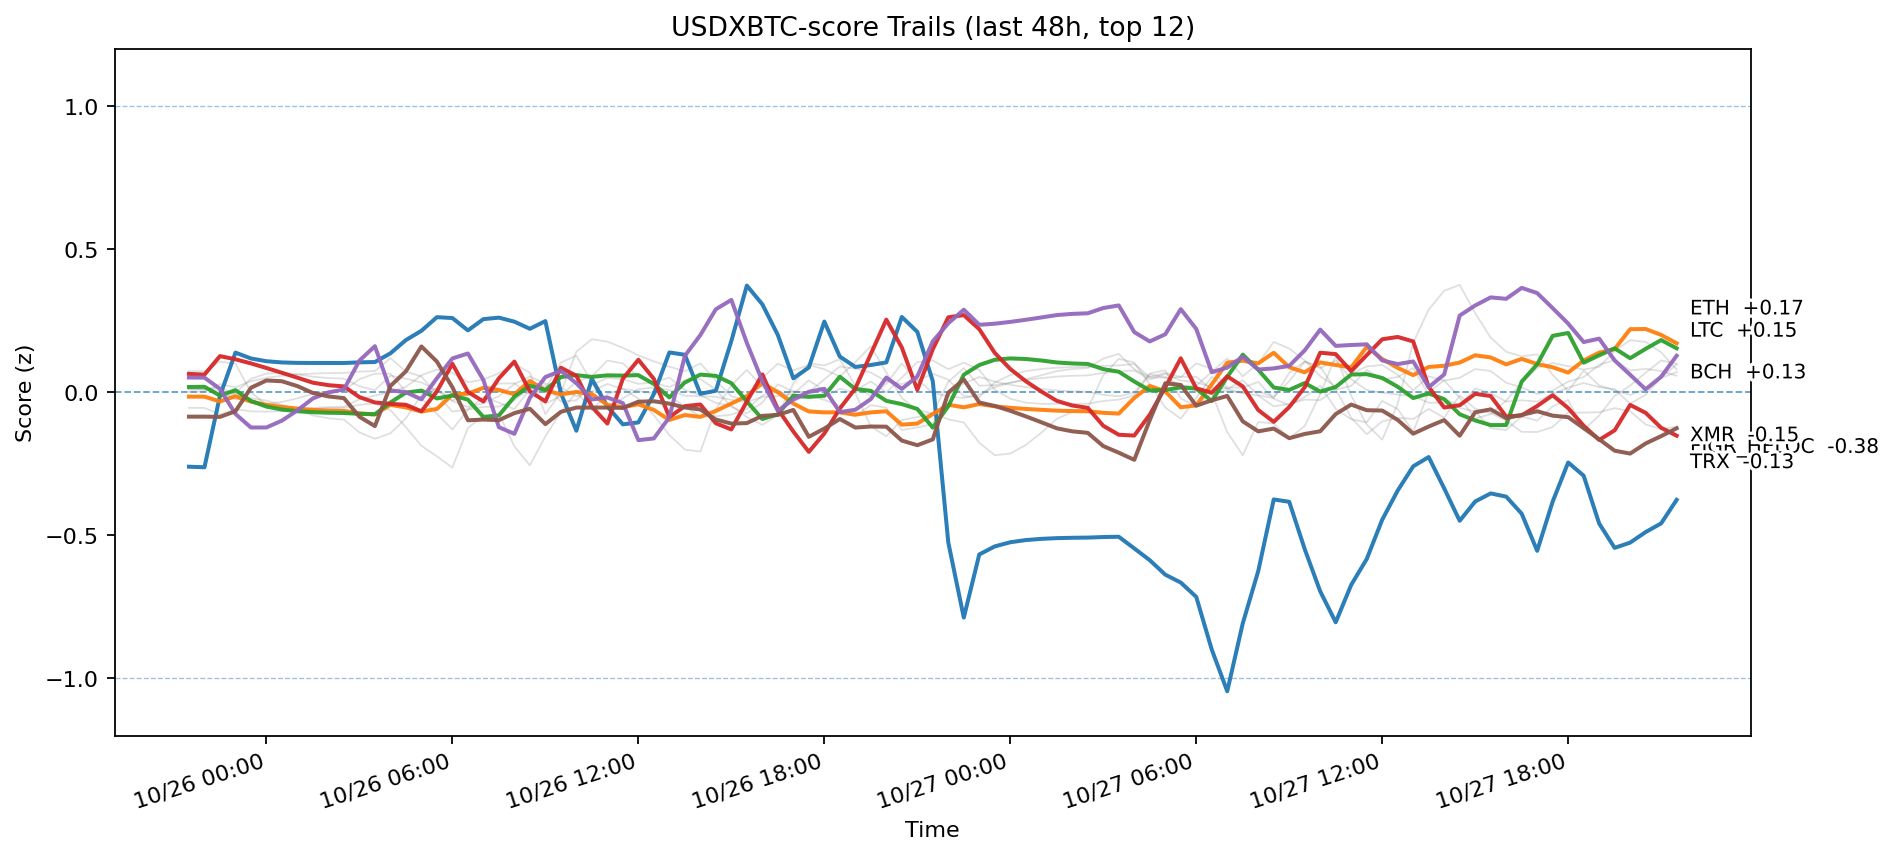 USDXBTC-score Trails (last 48h, top 12)
Score (z)
1.0
0.5
0.0
−0.5
−1.0
ETH +0.17
LTC +0.15
BCH +0.13
XMR -0.15
FIGR_HELOC -0.38
TRX -0.13
10/26 00:00
10/26 06:00
10/26 12:00
10/26 18:00
10/27 00:00
10/27 06:00
10/27 12:00
10/27 18:00
Time